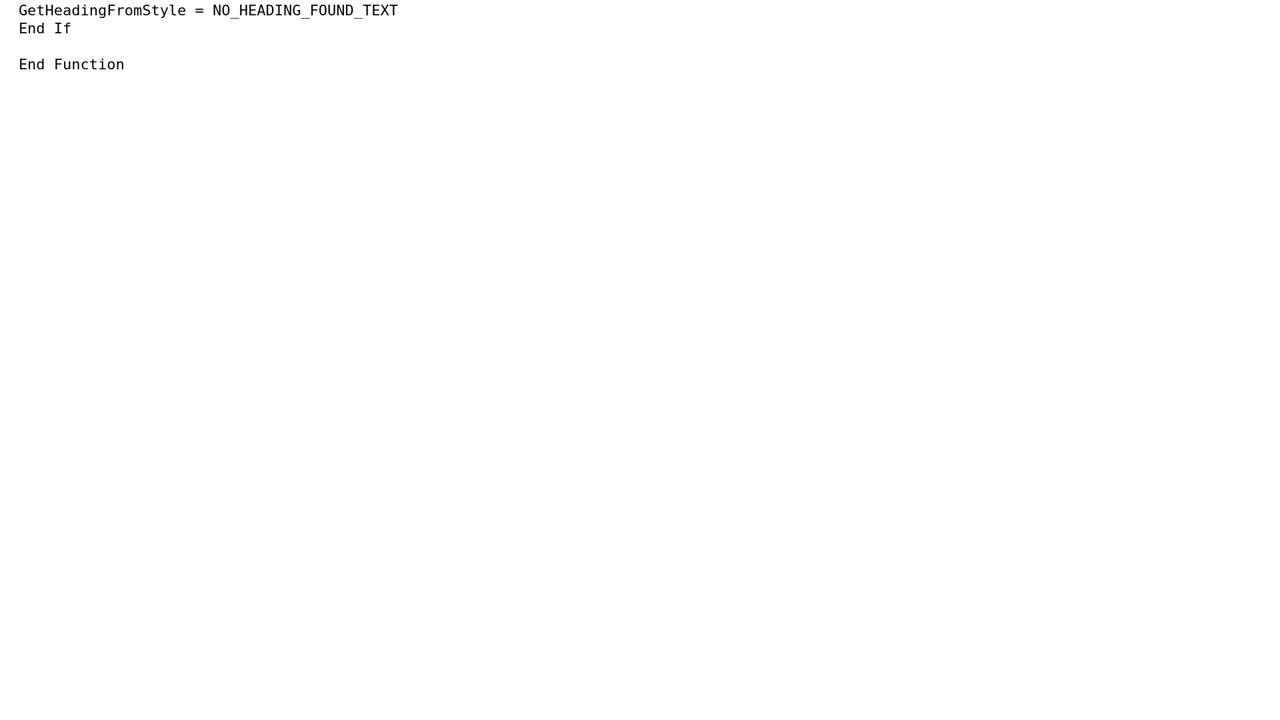 GetHeadingFromStyle = NO_HEADING_FOUND_TEXT
End If
End Function